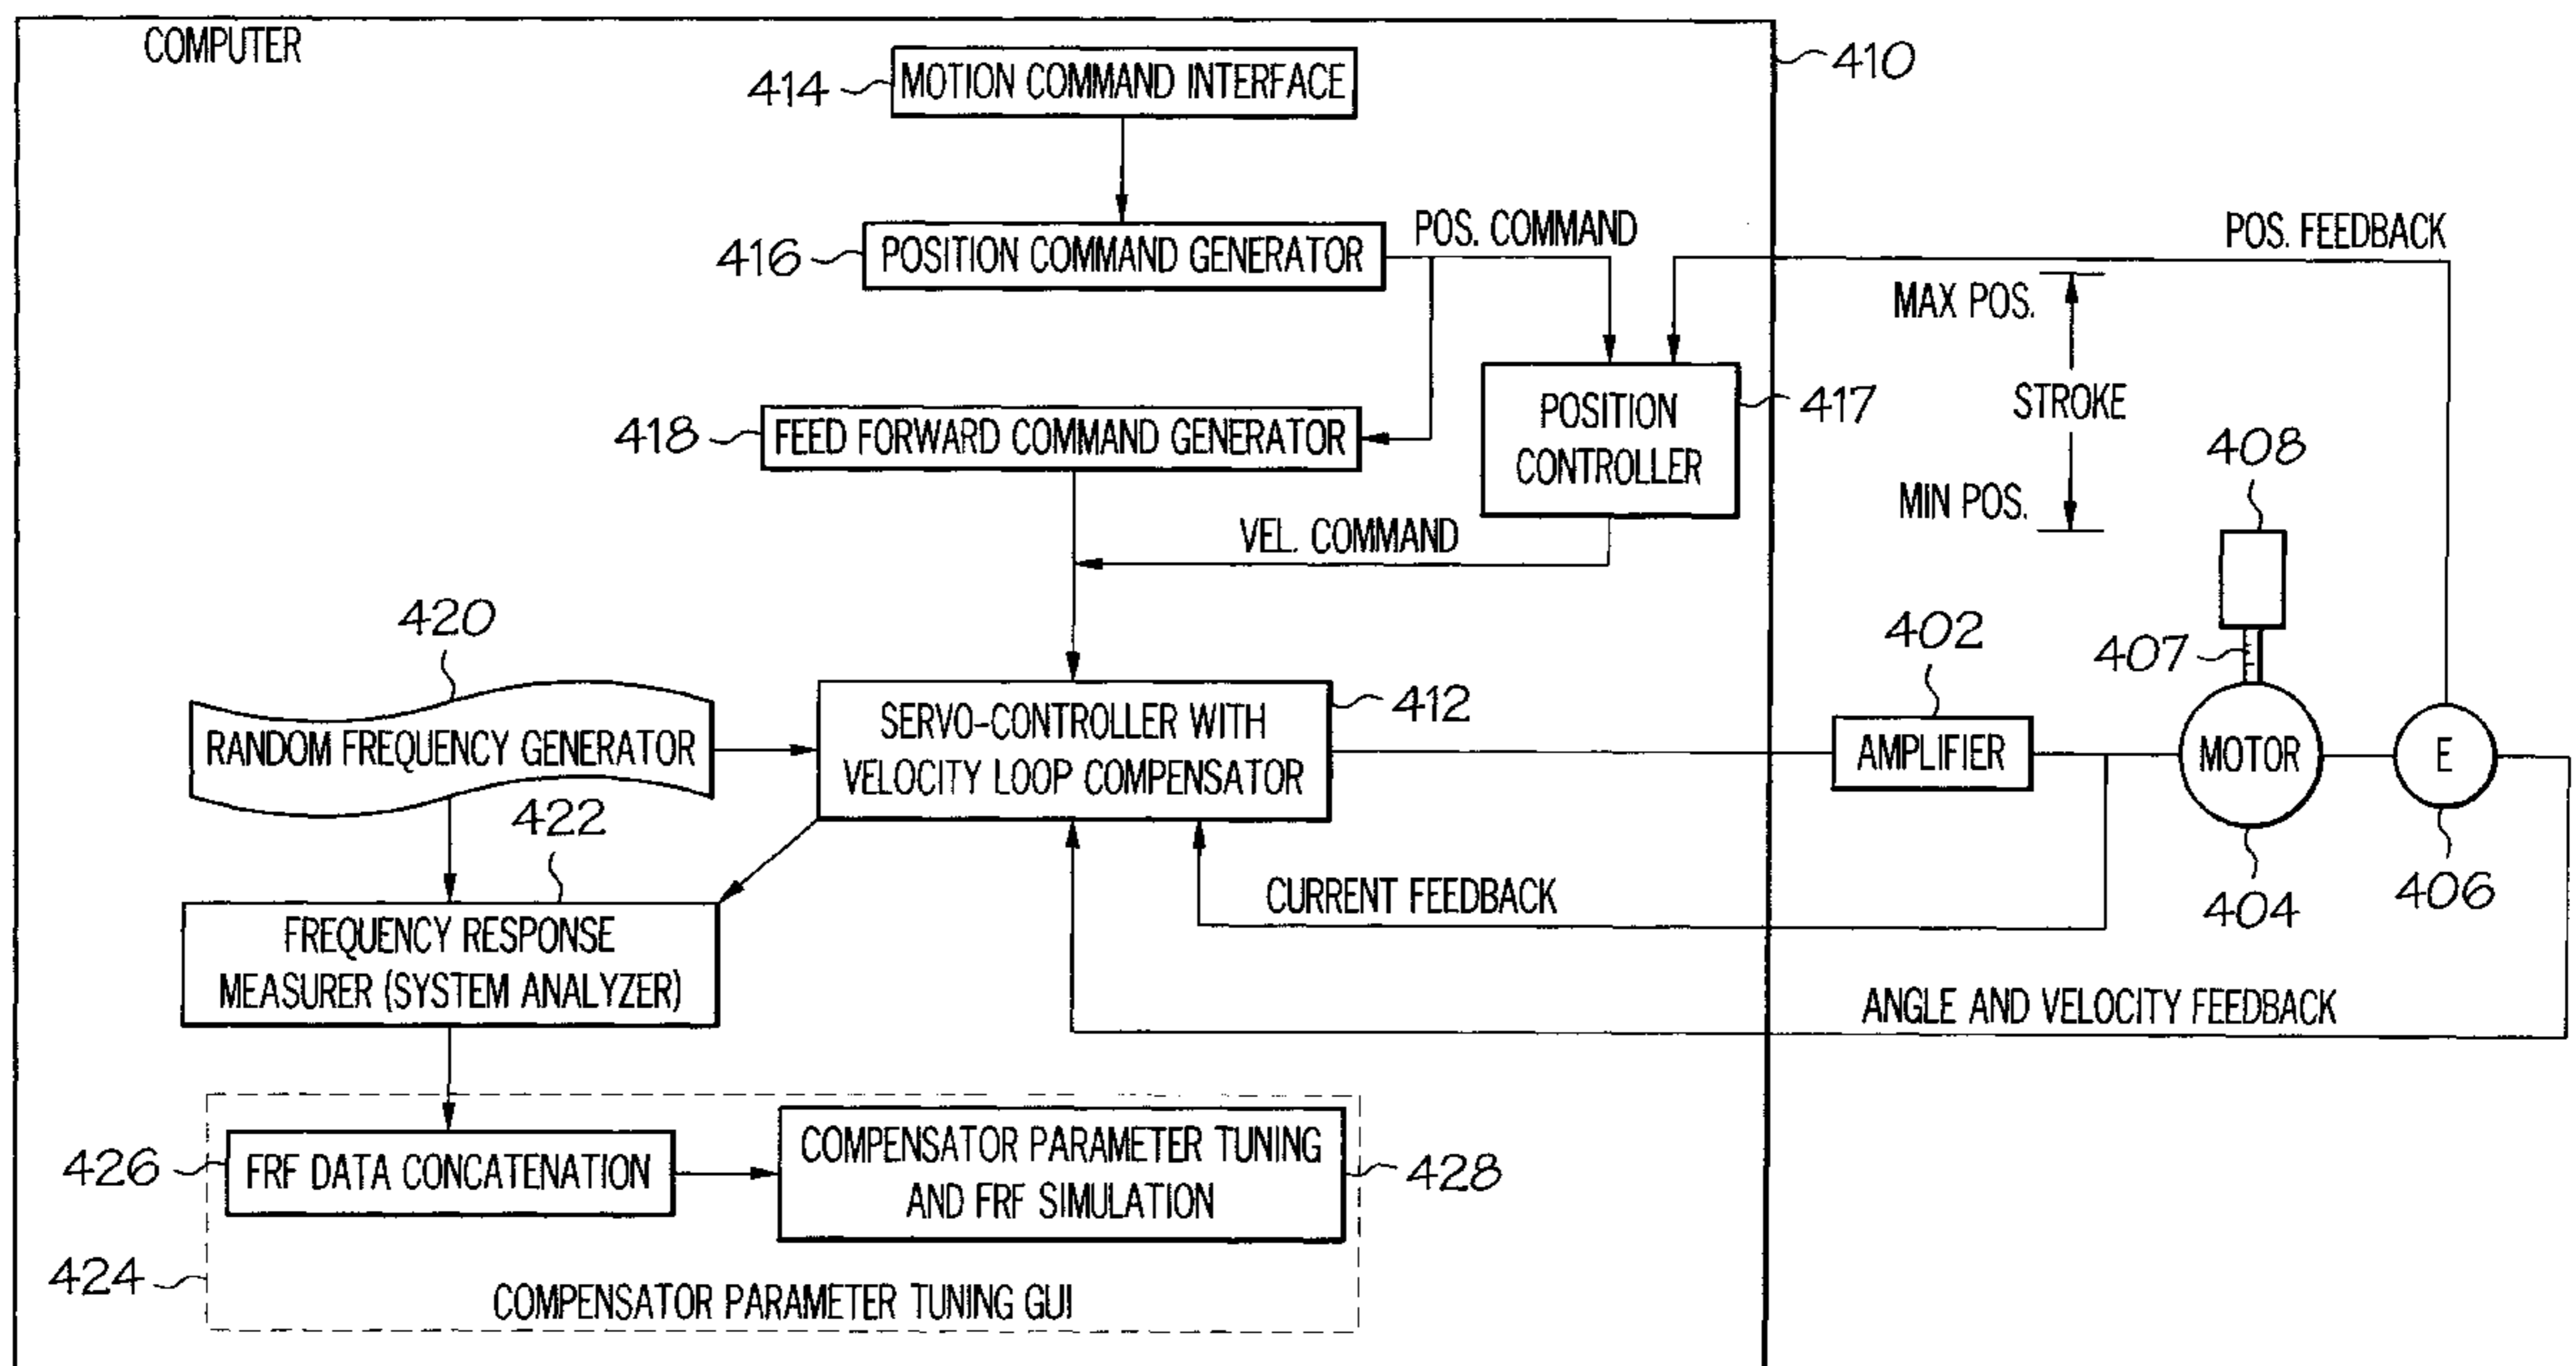 COMPUTER
410
414
MOTION COMMAND INTERFACE
416
POSITION COMMAND GENERATOR
POS. COMMAND
POS. FEEDBACK
MAX POS.
STROKE
MIN POS.
418
FEED FORWARD COMMAND GENERATOR
POSITION
CONTROLLER
417
VEL. COMMAND
408
407
420
RANDOM FREQUENCY GENERATOR
SERVO-CONTROLLER WITH
VELOCITY LOOP COMPENSATOR
412
402
AMPLIFIER
MOTOR
404
E
406
422
FREQUENCY RESPONSE
MEASURER (SYSTEM ANALYZER)
CURRENT FEEDBACK
ANGLE AND VELOCITY FEEDBACK
426
FRF DATA CONCATENATION
COMPENSATOR PARAMETER TUNING
AND FRF SIMULATION
428
424
COMPENSATOR PARAMETER TUNING GUI